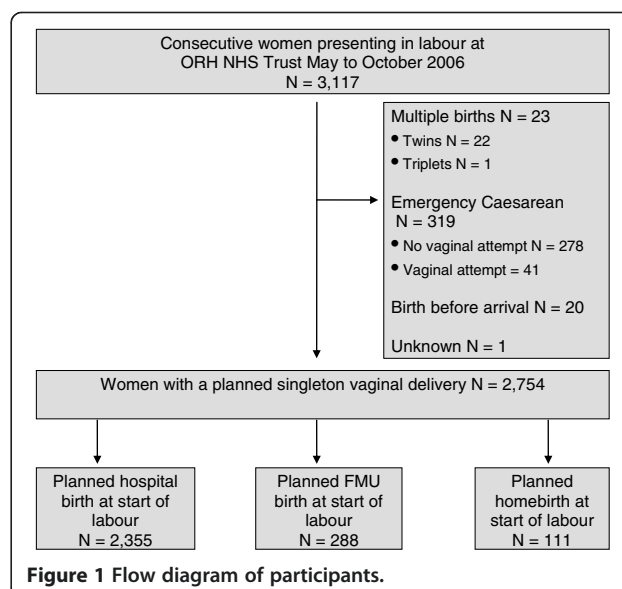 Consecutive women presenting in labour at
ORH NHS Trust May to October 2006
N = 3,117
Multiple births N = 23
• Twins N = 22
• Triplets N = 1
Emergency Caesarean
N = 319
• No vaginal attempt N = 278
• Vaginal attempt = 41
Birth before arrival N = 20
Unknown N = 1
Women with a planned singleton vaginal delivery N = 2,754
Planned hospital
birth at start of
labour
N = 2,355
Planned FMU
birth at start of
labour
N = 288
Planned
homebirth at
start of labour
N = 111
Figure 1 Flow diagram of participants.